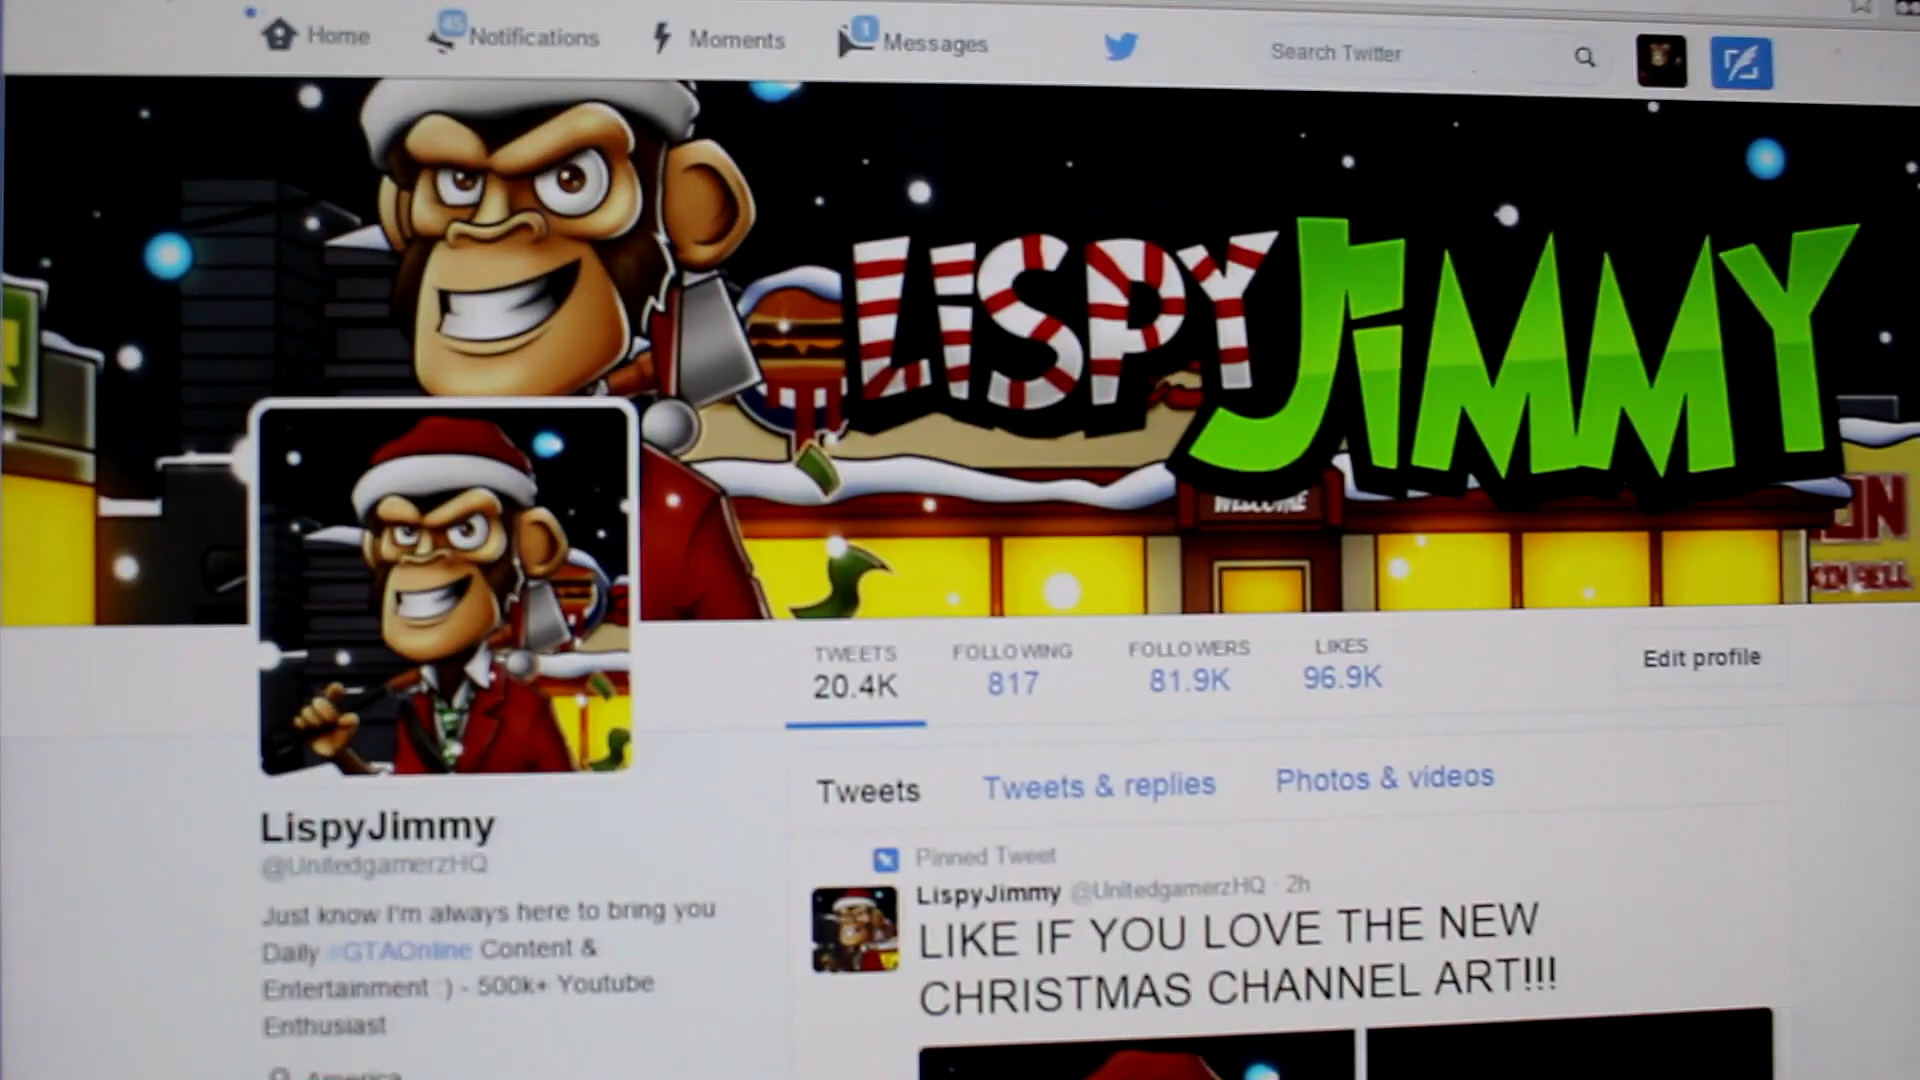 Home
45
Notifications
Moments
1
Messages
Search Twitter
LiSPY JiMMY
WELCOME
TWEETS
20.4K
FOLLOWING
817
FOLLOWERS
81.9K
LIKES
96.9K
Edit profile
LispyJimmy
@UnitedgamerzHQ
Just know I'm always here to bring you
Daily #GTAOnline Content &
Entertainment :) - 500k+ Youtube
Enthusiast
America
Tweets
Tweets & replies
Photos & videos
Pinned Tweet
LispyJimmy @UnitedgamerzHQ · 2h
LIKE IF YOU LOVE THE NEW
CHRISTMAS CHANNEL ART!!!